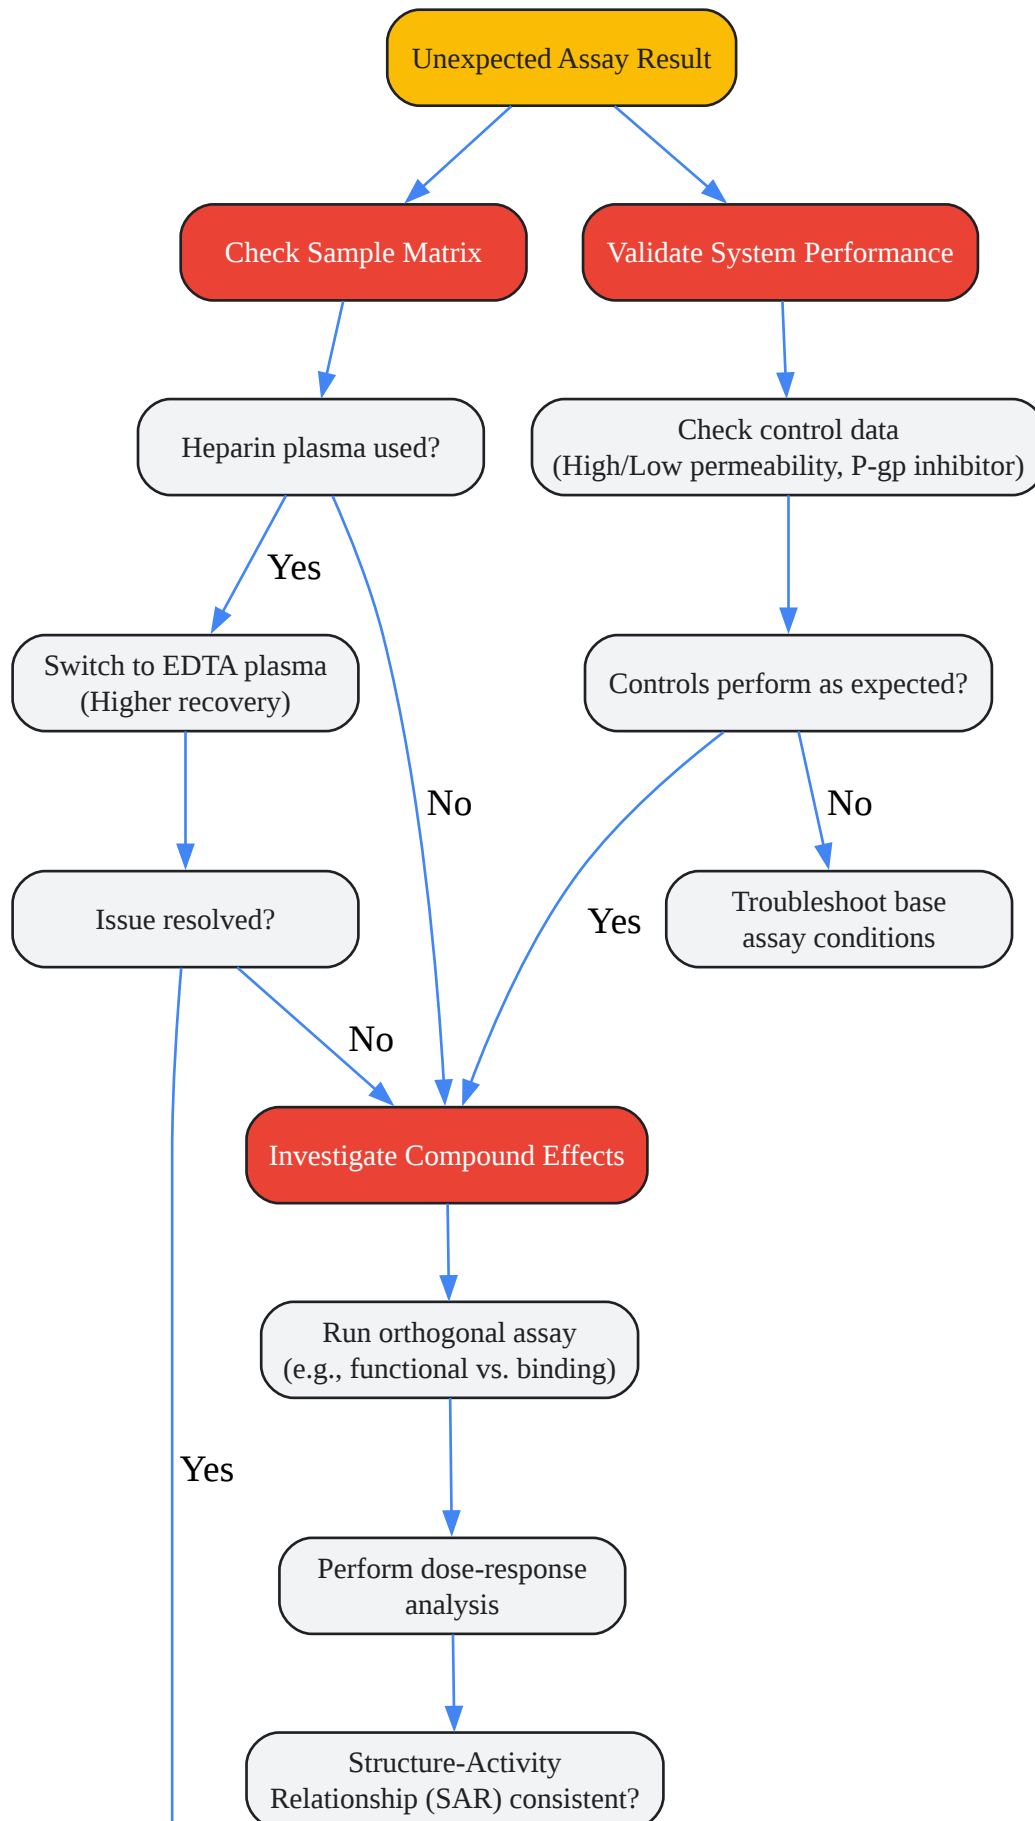 Unexpected Assay Result
Check Sample Matrix
Validate System Performance
Heparin plasma used?
Check control data
(High/Low permeability, P-gp inhibitor)
Yes
Switch to EDTA plasma
(Higher recovery)
Controls perform as expected?
No
No
Issue resolved?
Yes
Troubleshoot base
assay conditions
No
Investigate Compound Effects
Run orthogonal assay
(e.g., functional vs. binding)
Yes
Perform dose-response
analysis
Structure-Activity
Relationship (SAR) consistent?